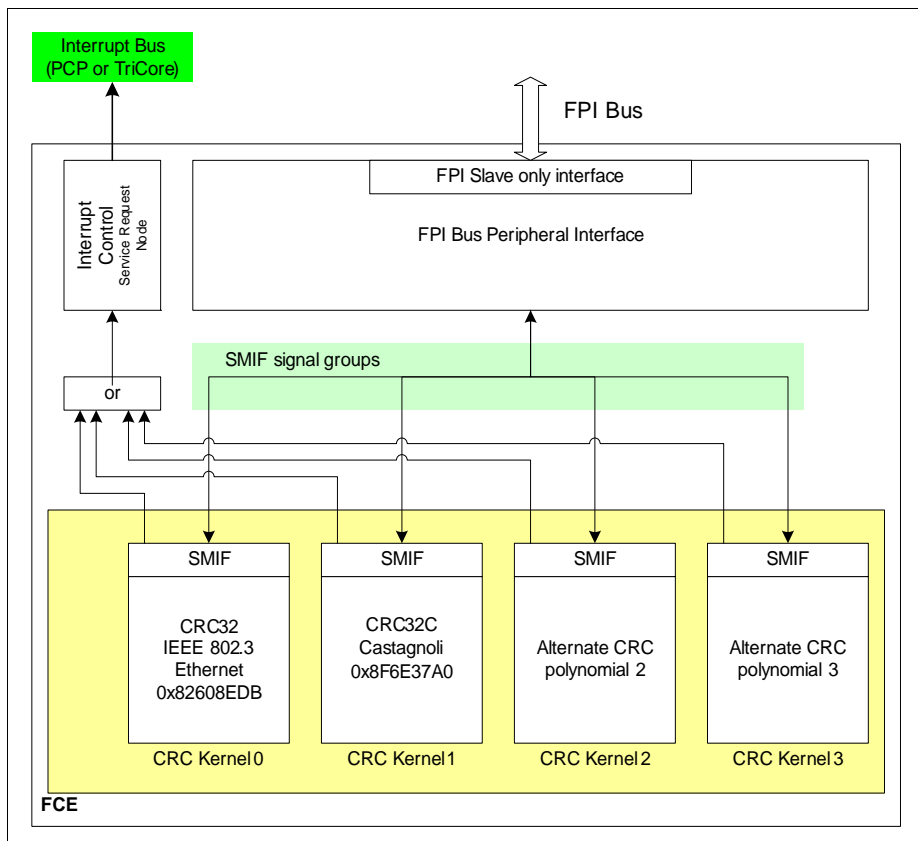 Interrupt Bus
(PCP or TriCore)
FPI Bus
FPI Slave only interface
FPI Bus Peripheral Interface
Interrupt
Control
Service Request
Node
SMIF signal groups
or
SMIF
CRC32
IEEE 802.3
Ethernet
0x82608EDB
CRC Kernel 0
SMIF
CRC32C
Castagnoli
0x8F6E37A0
CRC Kernel 1
SMIF
Alternate CRC
polynomial 2
CRC Kernel 2
SMIF
Alternate CRC
polynomial 3
CRC Kernel 3
FCE